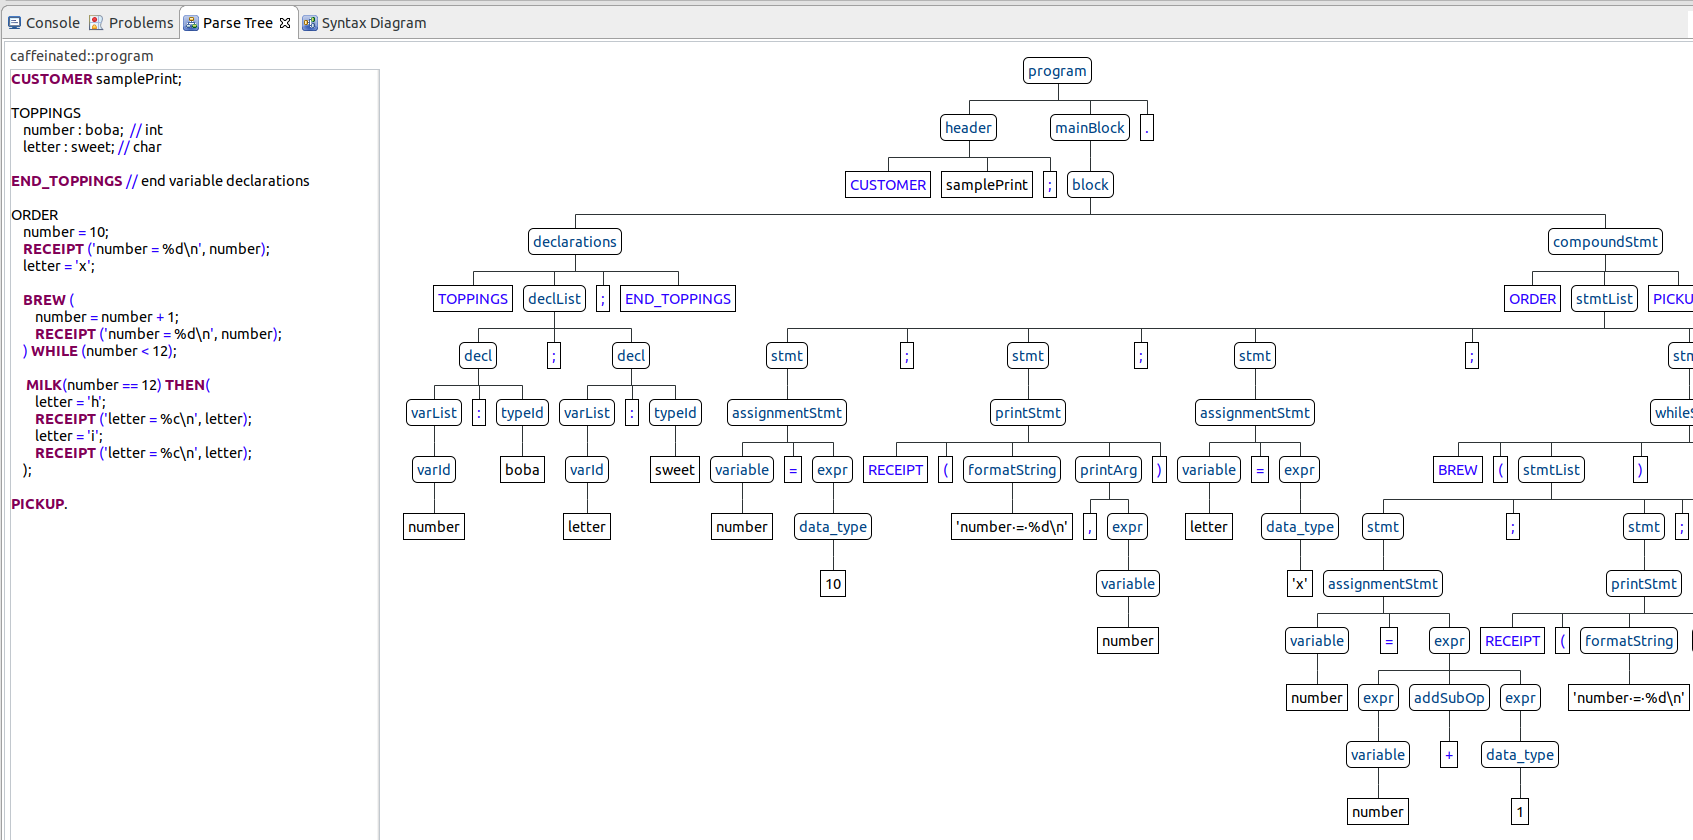 Console Problems Parse Tree Syntax Diagram
caffeinated::program
CUSTOMER samplePrint;
TOPPINGS
number : boba; // int
letter : sweet; // char
END_TOPPINGS // end variable declarations
ORDER
number = 10;
RECEIPT ('number = %d\n', number);
letter = 'x';
BREW (
number = number + 1;
RECEIPT ('number = %d\n', number);
) WHILE (number < 12);
MILK(number == 12) THEN(
letter = 'h';
RECEIPT ('letter = %c\n', letter);
letter = 'i';
RECEIPT ('letter = %c\n', letter);
);
PICKUP.
program
header mainBlock .
CUSTOMER samplePrint ; block
declarations compoundStmt
TOPPINGS declList ; END_TOPPINGS ORDER stmtList PICKU
decl ; decl stmt ; stmt ; stmt ; stm
varList : typeId varList : typeId assignmentStmt printStmt assignmentStmt whileS
varId boba varId sweet variable = expr RECEIPT ( formatString printArg ) variable = expr BREW ( stmtList )
number letter number data_type 'number·=·%d\n' , expr letter data_type stmt ; stmt ;
10 variable 'x' assignmentStmt printStmt
number variable = expr RECEIPT ( formatString
number expr addSubOp expr 'number·=·%d\n'
variable + data_type
number 1